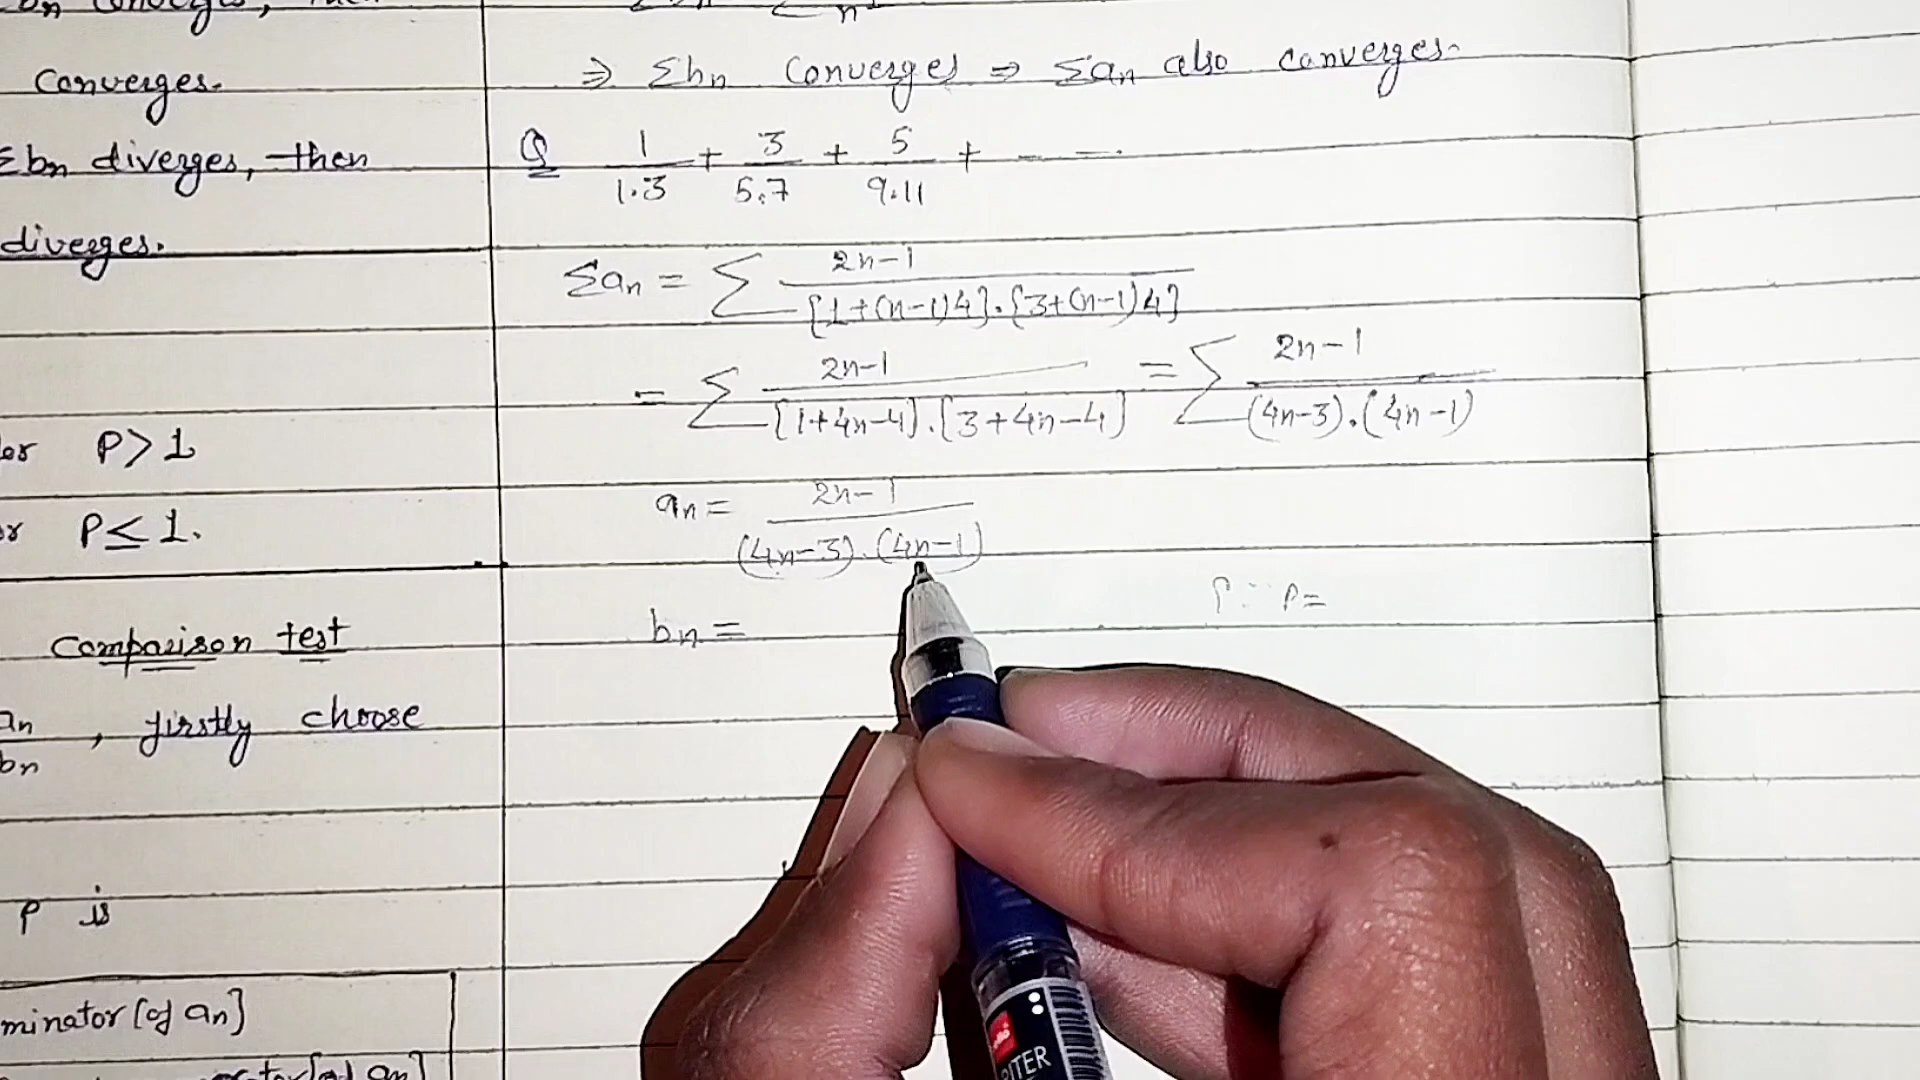 converges.
Σbn diverges, then
diverges.
for P>1
or P≤1.
Comparison test
an/bn , firstly choose
P is
minator [of an]
an]
⇒ Σbn Converges ⇒ Σan also converges.
Q 1/1.3 + 3/5.7 + 5/9.11 + - - -
Σan = Σ 2n-1/[1+(n-1)4].[3+(n-1)4]
= Σ 2n-1/[1+4n-4].[3+4n-4] = Σ 2n-1/(4n-3).(4n-1)
an = 2n-1/(4n-3).(4n-1)
bn =
P=